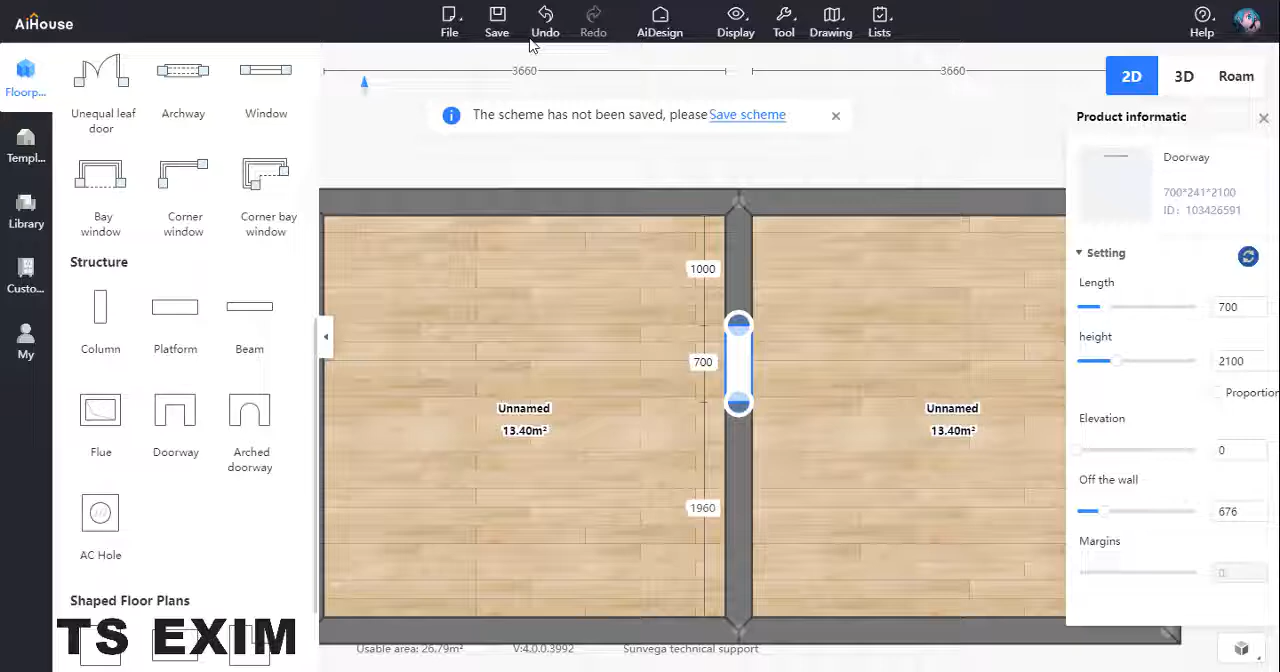 AiHouse
File
Save
Undo
Redo
AiDesign
Display
Tool
Drawing
Lists
Help
Floorp...
Templ...
Library
Custo...
My
Unequal leaf door
Archway
Window
Bay window
Corner window
Corner bay window
Structure
Column
Platform
Beam
Flue
Doorway
Arched doorway
AC Hole
Shaped Floor Plans
TS EXIM
3660
3660
The scheme has not been saved, please Save scheme
2D
3D
Roam
1000
700
1960
Unnamed
13.40m²
Unnamed
13.40m²
Usable area: 26.79m²
V:4.0.0.3992
Sunvega technical support
Product informatic
Doorway
700*241*2100
ID: 103426591
Setting
Length
700
height
2100
Proportion
Elevation
0
Off the wall
676
Margins
0